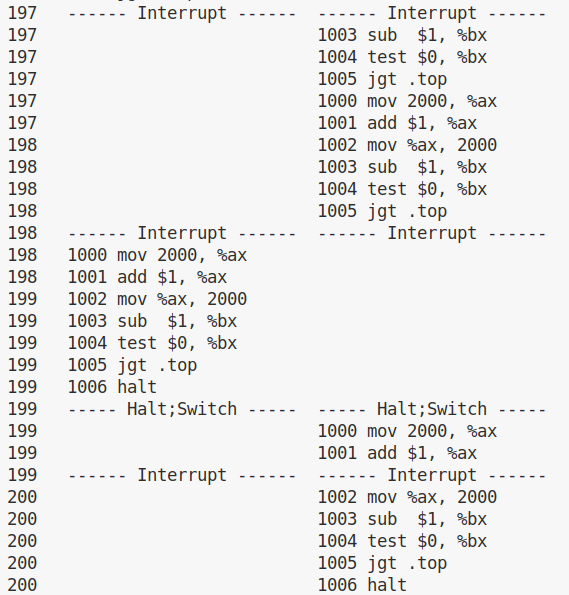 197   ------ Interrupt ------  ------ Interrupt ------
197                            1003 sub  $1, %bx
197                            1004 test $0, %bx
197                            1005 jgt .top
197                            1000 mov 2000, %ax
197                            1001 add $1, %ax
198                            1002 mov %ax, 2000
198                            1003 sub  $1, %bx
198                            1004 test $0, %bx
198                            1005 jgt .top
198   ------ Interrupt ------  ------ Interrupt ------
198   1000 mov 2000, %ax
198   1001 add $1, %ax
199   1002 mov %ax, 2000
199   1003 sub  $1, %bx
199   1004 test $0, %bx
199   1005 jgt .top
199   1006 halt
199   ----- Halt;Switch -----  ----- Halt;Switch -----
199                            1000 mov 2000, %ax
199                            1001 add $1, %ax
199   ------ Interrupt ------  ------ Interrupt ------
200                            1002 mov %ax, 2000
200                            1003 sub  $1, %bx
200                            1004 test $0, %bx
200                            1005 jgt .top
200                            1006 halt